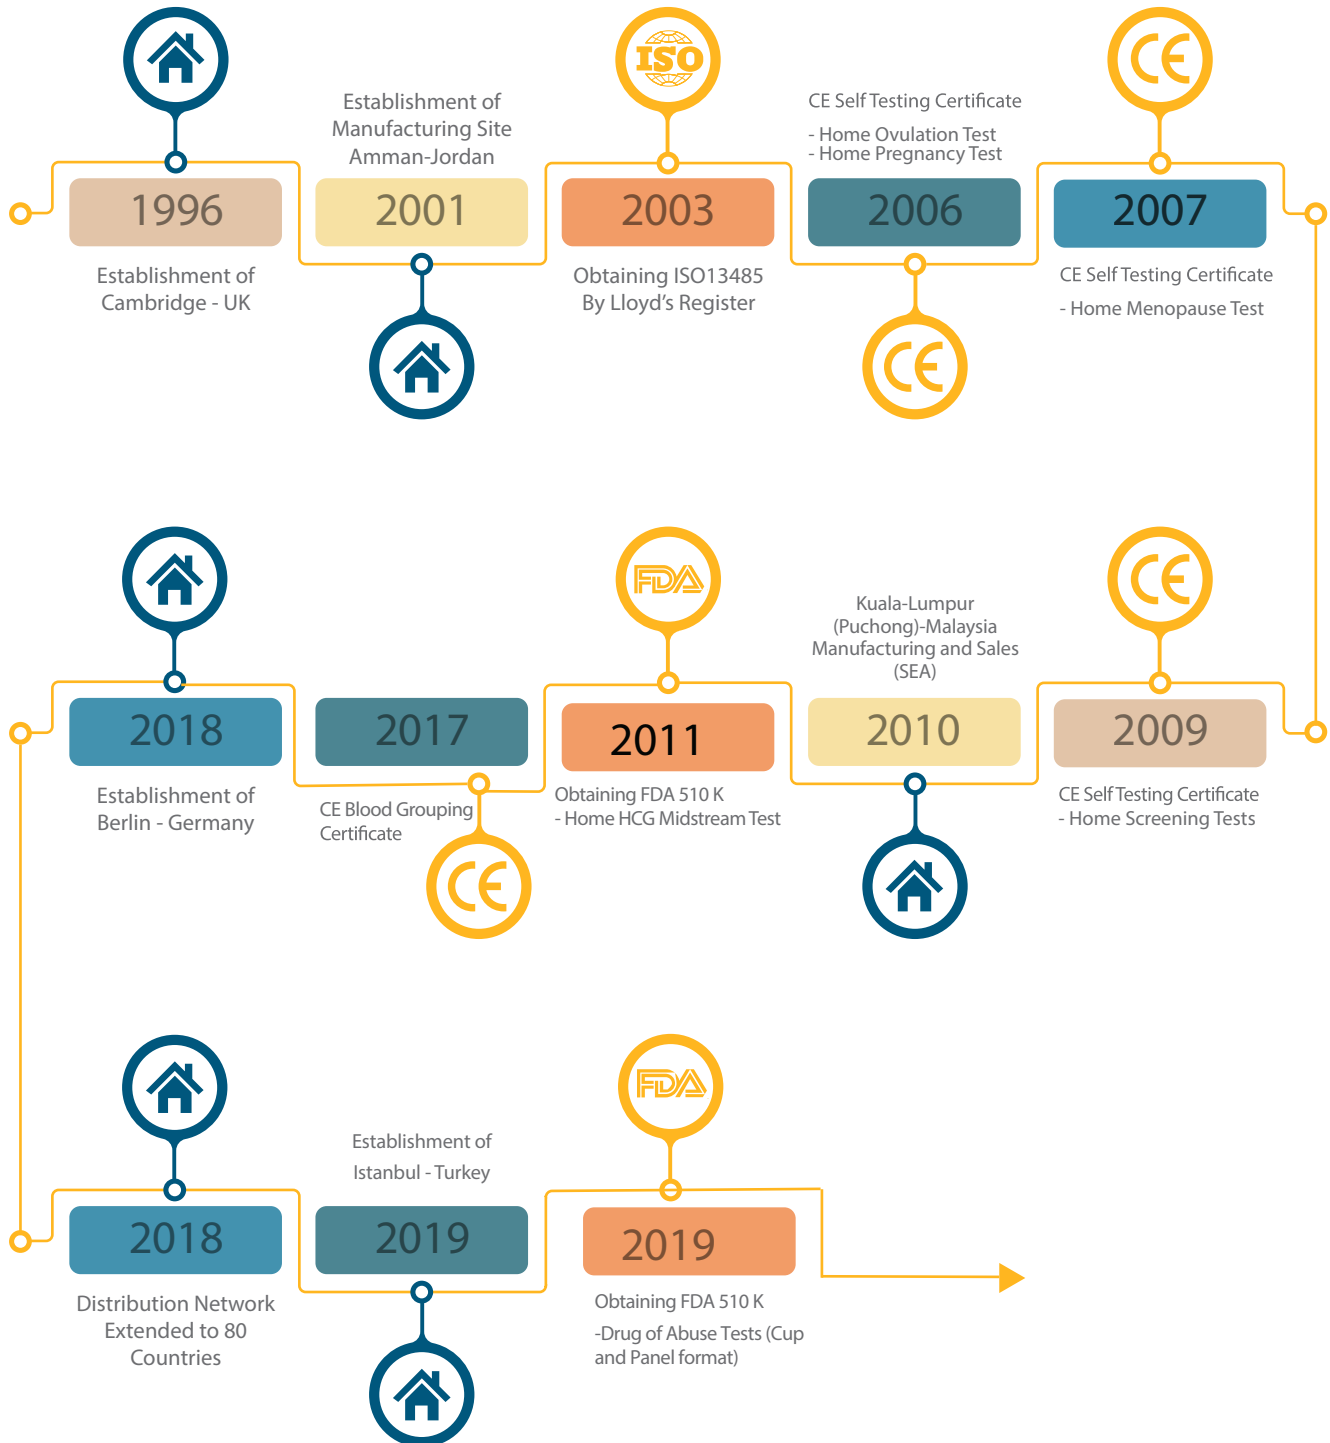 ISO
CE
Establishment of
Manufacturing Site
Amman-Jordan
CE Self Testing Certificate
- Home Ovulation Test
- Home Pregnancy Test
1996
2001
2003
2006
2007
Establishment of
Cambridge - UK
Obtaining ISO13485
By Lloyd's Register
CE Self Testing Certificate
- Home Menopause Test
CE
FDA
CE
Kuala-Lumpur
(Puchong)-Malaysia
Manufacturing and Sales
(SEA)
2018
2017
2011
2010
2009
Establishment of
Berlin - Germany
CE Blood Grouping
Certificate
Obtaining FDA 510 K
- Home HCG Midstream Test
CE Self Testing Certificate
- Home Screening Tests
CE
FDA
Establishment of
Istanbul - Turkey
2018
2019
2019
Distribution Network
Extended to 80
Countries
Obtaining FDA 510 K
-Drug of Abuse Tests (Cup
and Panel format)